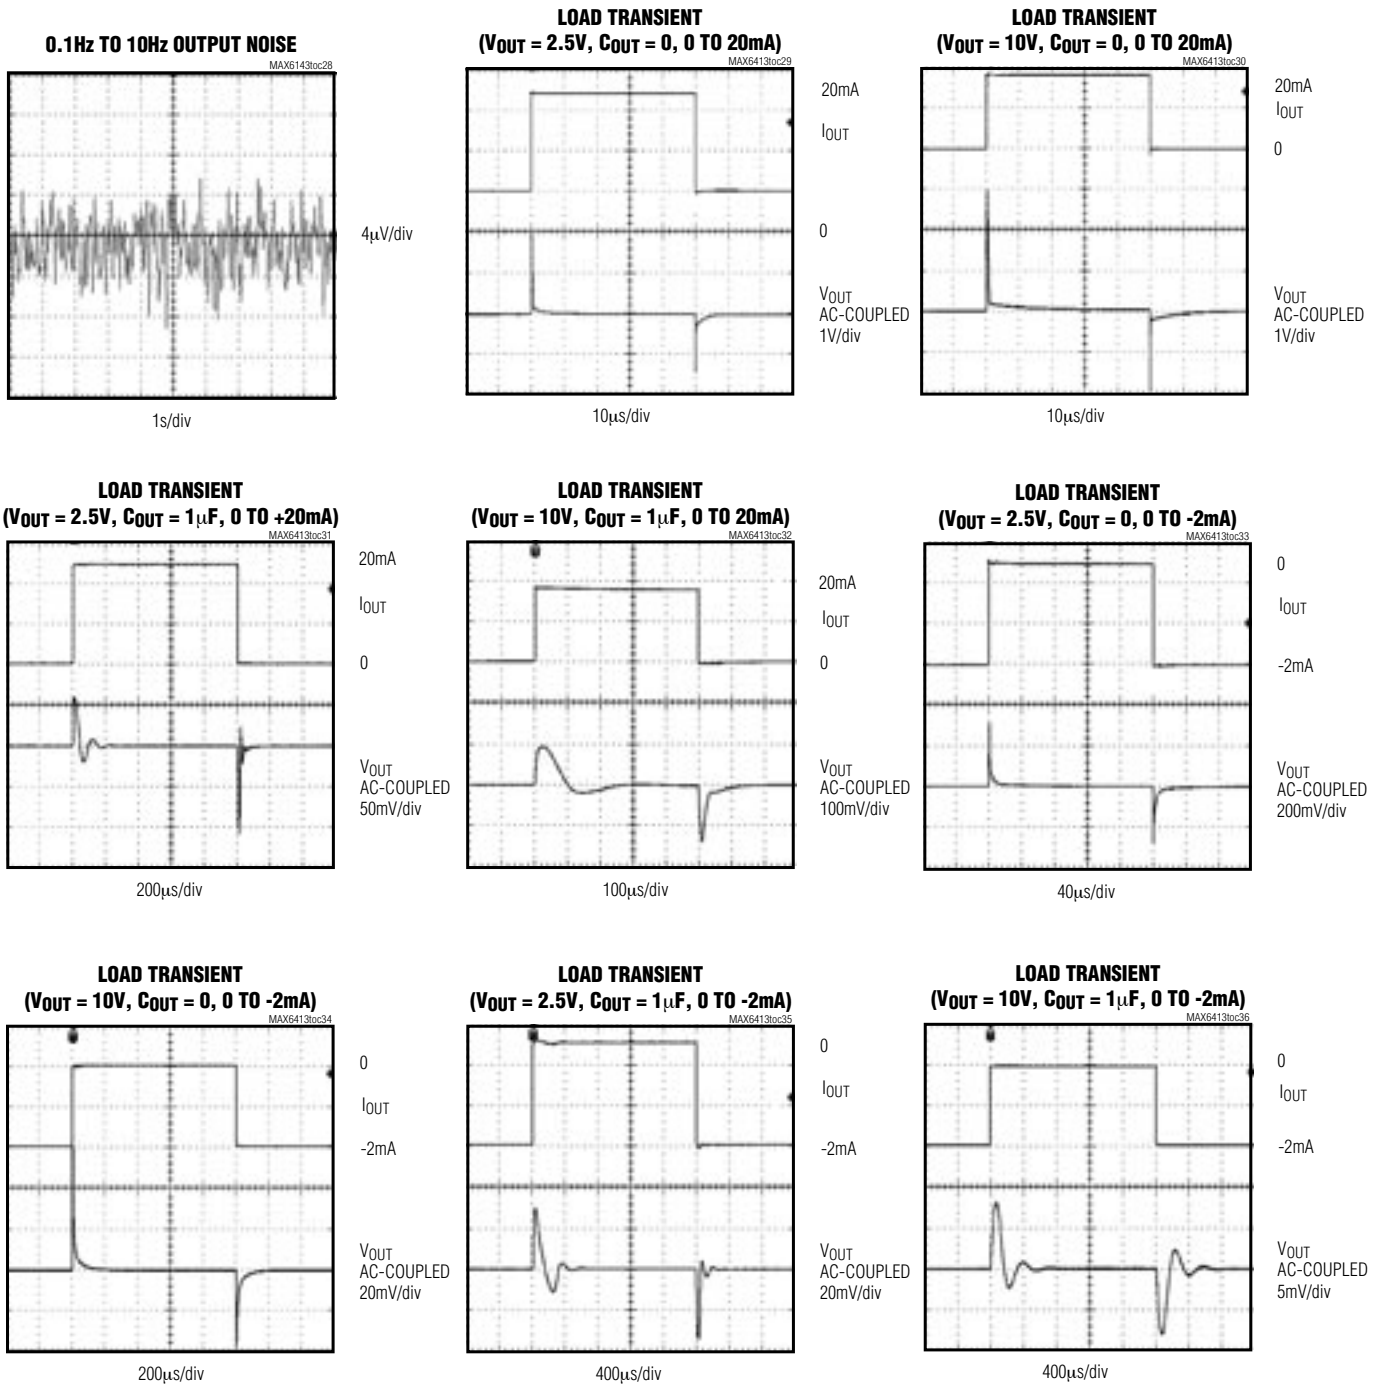 0.1Hz TO 10Hz OUTPUT NOISE
MAX6143toc28
4µV/div
1s/div
LOAD TRANSIENT
(VOUT = 2.5V, COUT = 0, 0 TO 20mA)
MAX6413toc29
20mA
IOUT
0
VOUT
AC-COUPLED
1V/div
10µs/div
LOAD TRANSIENT
(VOUT = 10V, COUT = 0, 0 TO 20mA)
MAX6413toc30
20mA
IOUT
0
VOUT
AC-COUPLED
1V/div
10µs/div
LOAD TRANSIENT
(VOUT = 2.5V, COUT = 1µF, 0 TO +20mA)
MAX6413toc31
20mA
IOUT
0
VOUT
AC-COUPLED
50mV/div
200µs/div
LOAD TRANSIENT
(VOUT = 10V, COUT = 1µF, 0 TO 20mA)
MAX6413toc32
20mA
IOUT
0
VOUT
AC-COUPLED
100mV/div
100µs/div
LOAD TRANSIENT
(VOUT = 2.5V, COUT = 0, 0 TO -2mA)
MAX6413toc33
0
IOUT
-2mA
VOUT
AC-COUPLED
200mV/div
40µs/div
LOAD TRANSIENT
(VOUT = 10V, COUT = 0, 0 TO -2mA)
MAX6413toc34
0
IOUT
-2mA
VOUT
AC-COUPLED
20mV/div
200µs/div
LOAD TRANSIENT
(VOUT = 2.5V, COUT = 1µF, 0 TO -2mA)
MAX6413toc35
0
IOUT
-2mA
VOUT
AC-COUPLED
20mV/div
400µs/div
LOAD TRANSIENT
(VOUT = 10V, COUT = 1µF, 0 TO -2mA)
MAX6413toc36
0
IOUT
-2mA
VOUT
AC-COUPLED
5mV/div
400µs/div